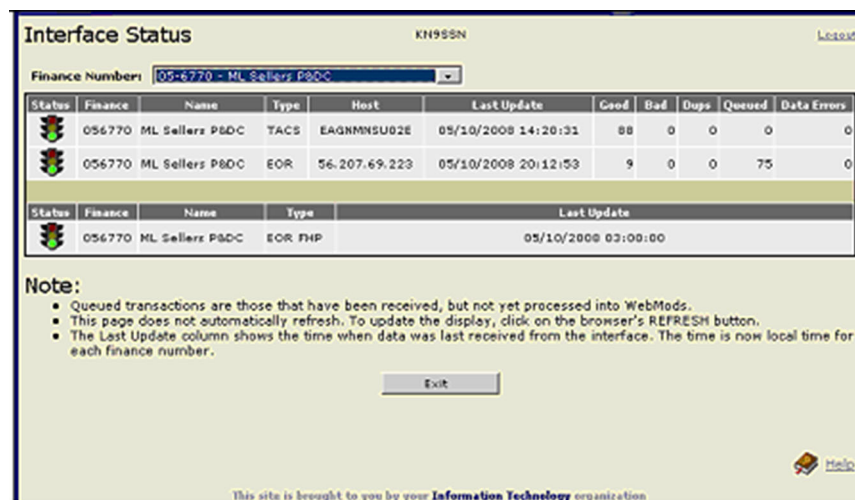 Interface Status KN9SSN Logout
Finance Number: 05-6770 - ML Sellers P&DC
Status Finance Name Type Host Last Update Good Bad Dups Queued Data Errors
056770 ML Sellers P&DC TACS EAGNMNSU02E 05/10/2008 14:20:31 88 0 0 0 0
056770 ML Sellers P&DC EOR 56.207.69.223 05/10/2008 20:12:53 9 0 0 75 0
Status Finance Name Type Last Update
056770 ML Sellers P&DC EOR FHP 05/10/2008 03:00:00
Note:
• Queued transactions are those that have been received, but not yet processed into WebMods.
• This page does not automatically refresh. To update the display, click on the browser's REFRESH button.
• The Last Update column shows the time when data was last received from the interface. The time is now local time for
each finance number.
Exit
Help
This site is brought to you by your Information Technology organization